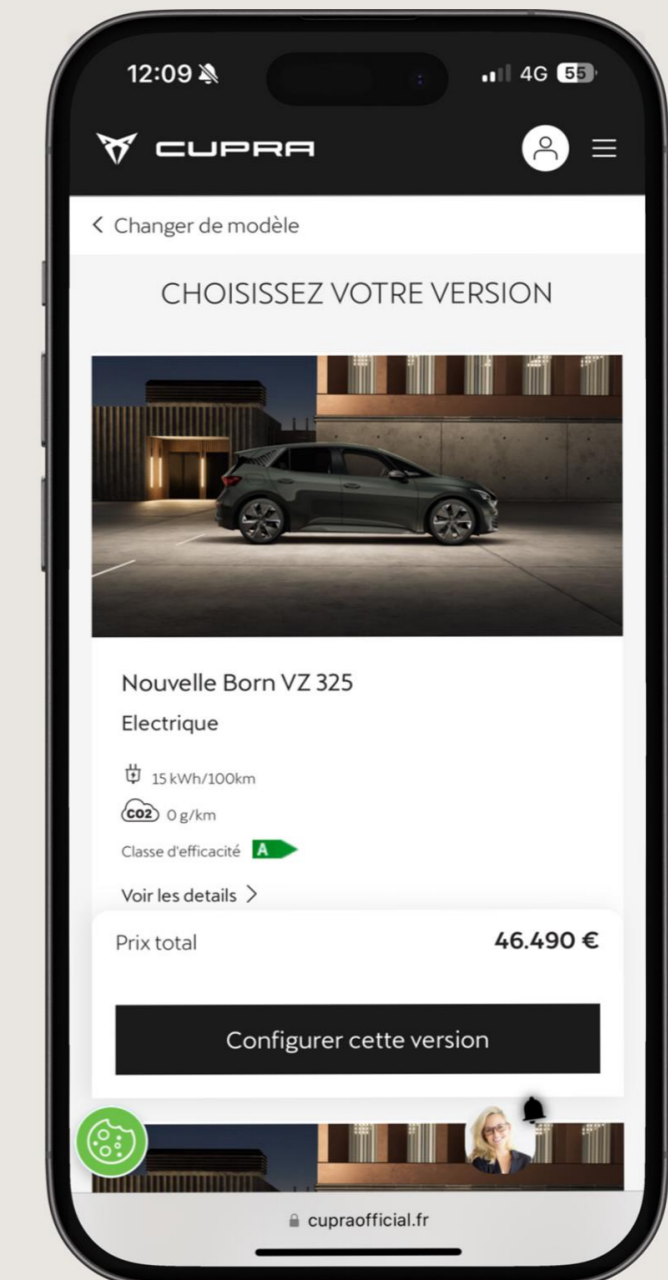 12:09
4G 55
CUPRA
Changer de modèle
CHOISISSEZ VOTRE VERSION
Nouvelle Born VZ 325
Electrique
15 kWh/100km
CO2 0 g/km
Classe d'efficacité A
Voir les details
Prix total 46.490 €
Configurer cette version
cupraofficial.fr